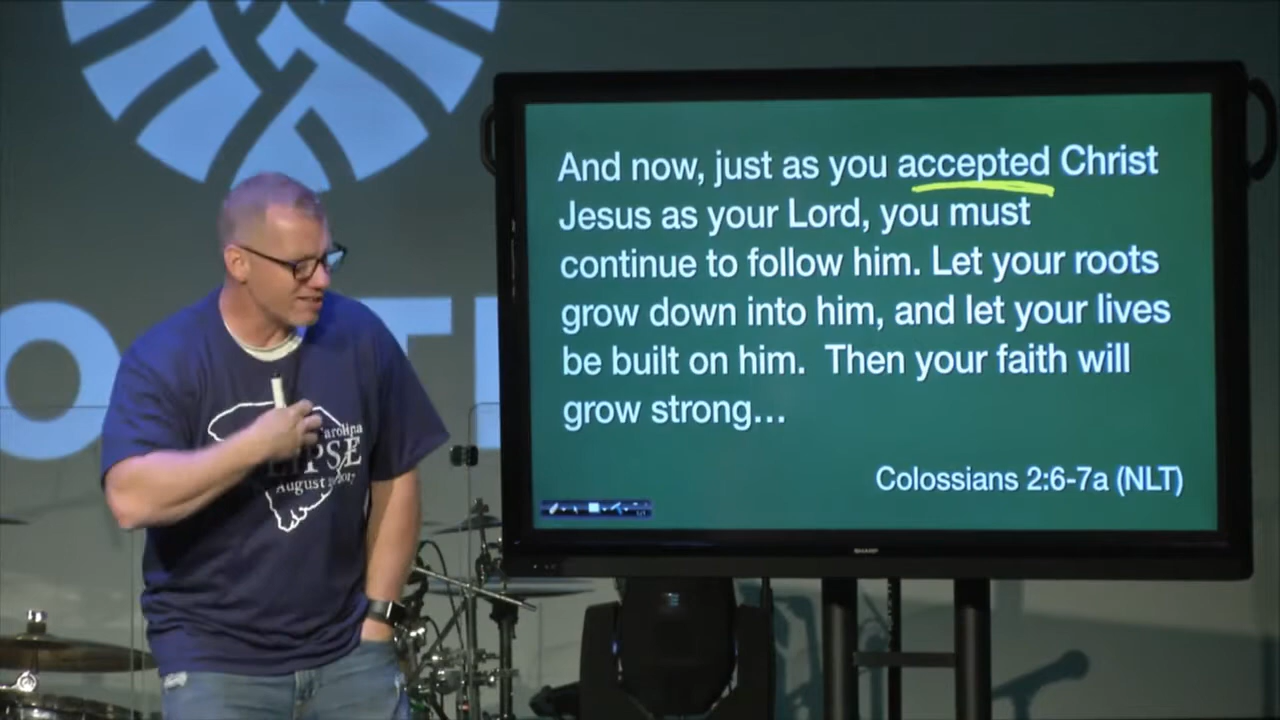 And now, just as you accepted Christ
Jesus as your Lord, you must
continue to follow him. Let your roots
grow down into him, and let your lives
be built on him.  Then your faith will
grow strong…
Colossians 2:6-7a (NLT)
SHARP
August